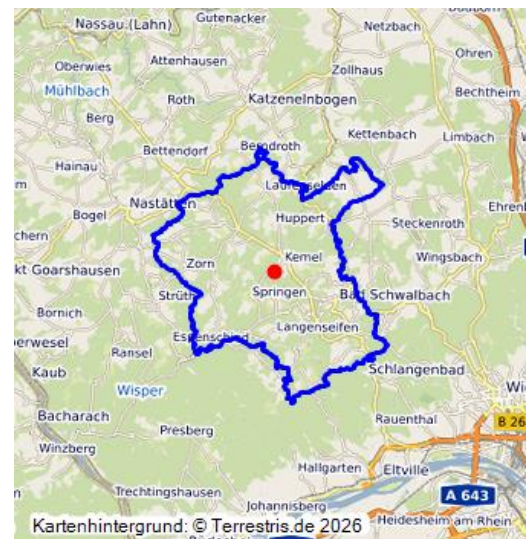 Nassau (Lahn)
Gutenacker
Netzbach
Oberwies
Attenhausen
Zollhaus
Ohren
Mühlbach
Roth
Katzenelnbogen
Bechtheim
Berg
Kettenbach
Limbach
Bettendorf
Berndroth
Hainau
Laufenselden
Nastätten
Bogel
Huppert
Steckenroth
Ehren
chern
Zorn
Kemel
Wingsbach
kt Goarshausen
Springen
Strüth
Bad Schwalbach
Bornich
Langenseifen
erwesel
Ransel
Espenschied
Kaub
Schlangenbad
Wisper
Wi
Bacharach
Rauenthal
B 26
Presberg
Winzberg
Hallgarten
Eltville
Trechtingshausen
A 643
Johannisberg
Heidesheim am Rhein
Kartenhintergrund: © Terrestris.de 2026